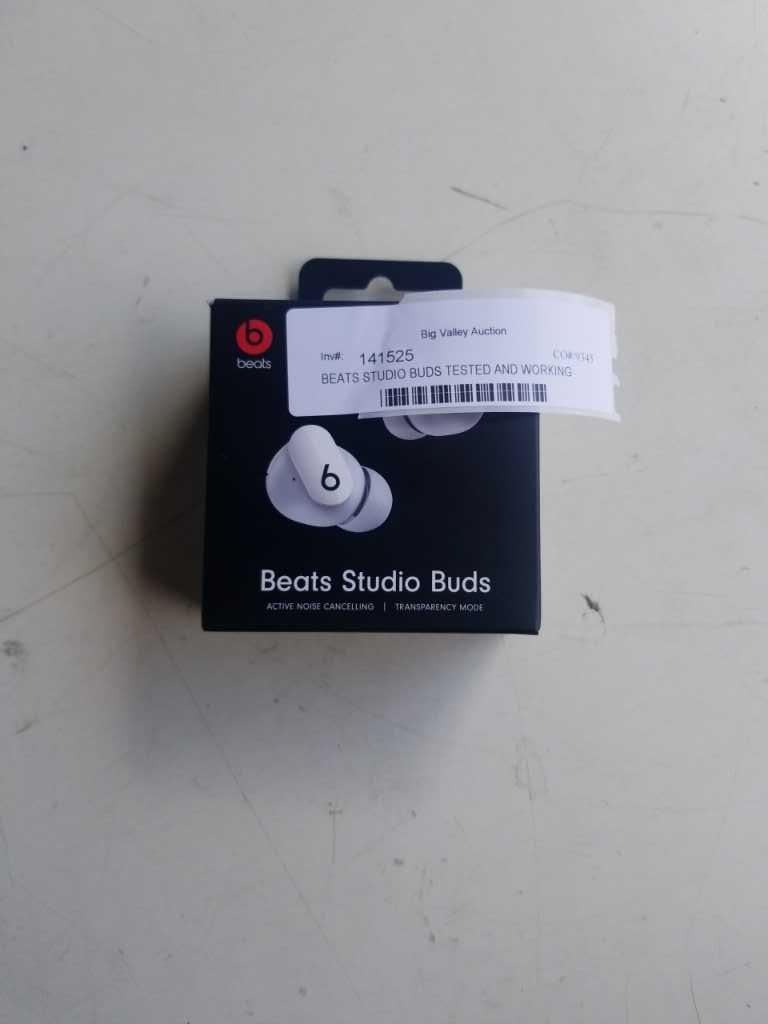 beats
Big Valley Auction
Inv#: 141525
BEATS STUDIO BUDS TESTED AND WORKING
Beats Studio Buds
ACTIVE NOISE CANCELLING | TRANSPARENCY MODE